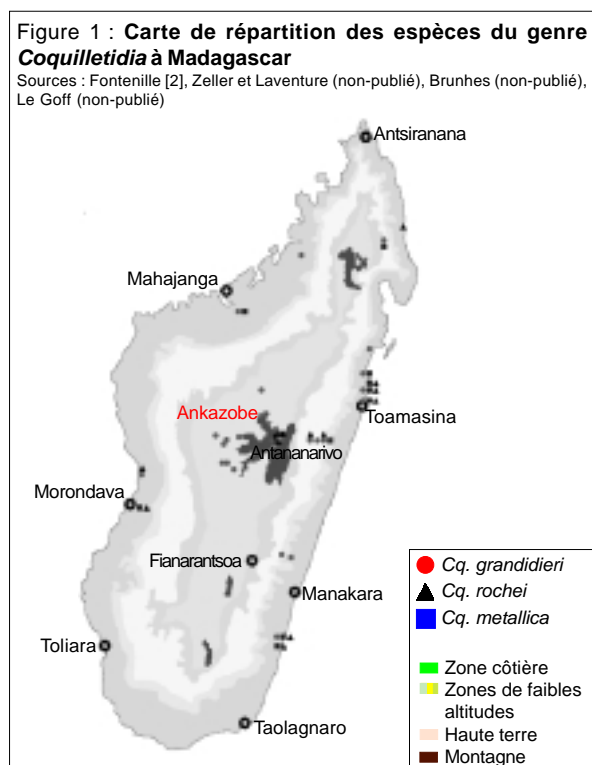 Figure 1 : Carte de répartition des espèces du genre
Coquilletidia à Madagascar
Sources : Fontenille [2], Zeller et Laventure (non-publié), Brunhes (non-publié),
Le Goff (non-publié)
Antsiranana
Mahajanga
Ankazobe
Toamasina
Antananarivo
Morondava
Fianarantsoa
Manakara
Toliara
Taolagnaro
Cq. grandidieri
Cq. rochei
Cq. metallica
Zone côtière
Zones de faibles
altitudes
Haute terre
Montagne